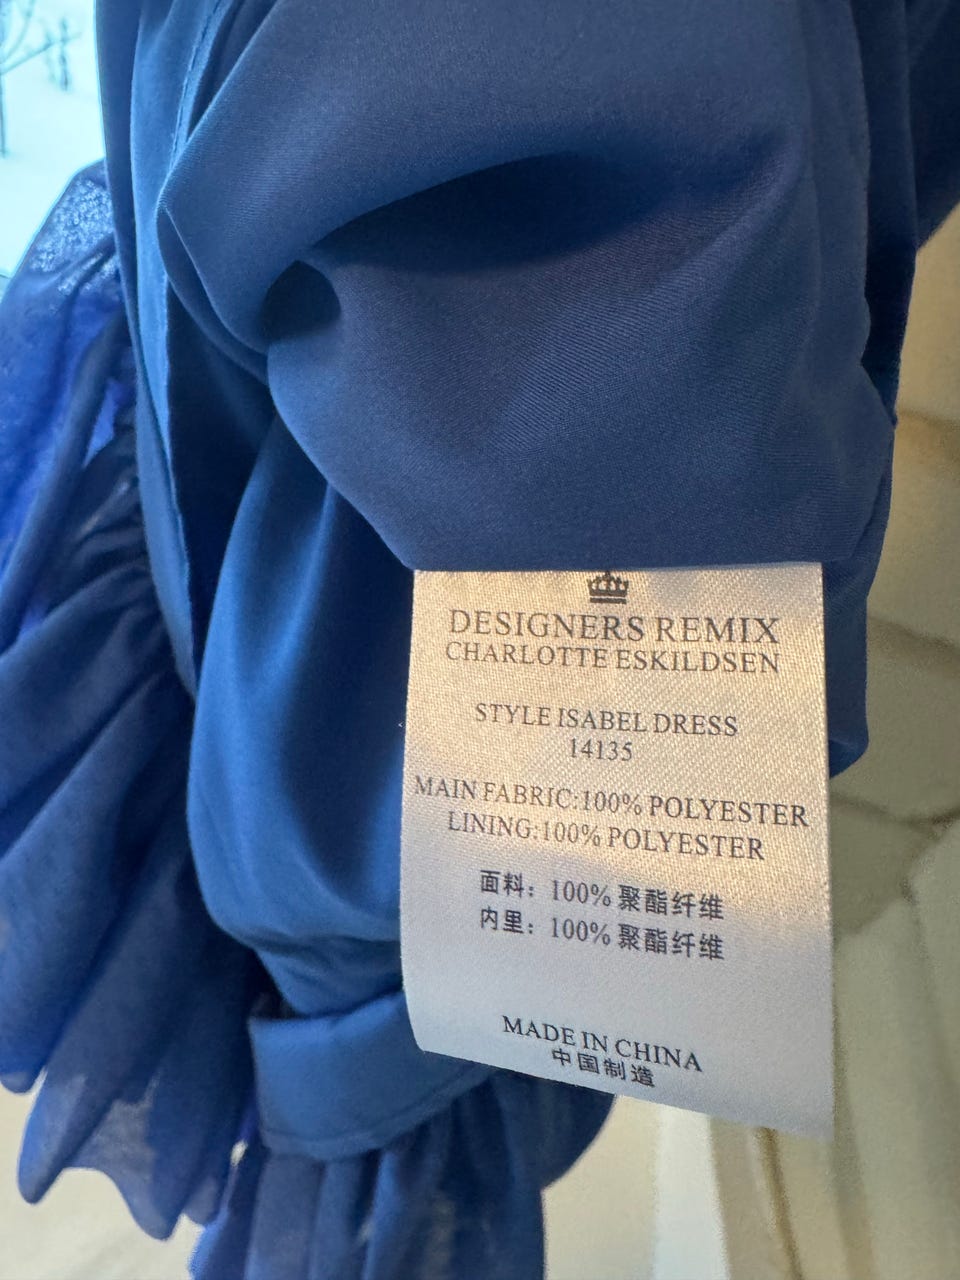 DESIGNERS REMIX
CHARLOTTE ESKILDSEN
STYLE ISABEL DRESS
14135
MAIN FABRIC:100% POLYESTER
LINING:100% POLYESTER
面料：100% 聚酯纤维
内里：100% 聚酯纤维
MADE IN CHINA
中国制造